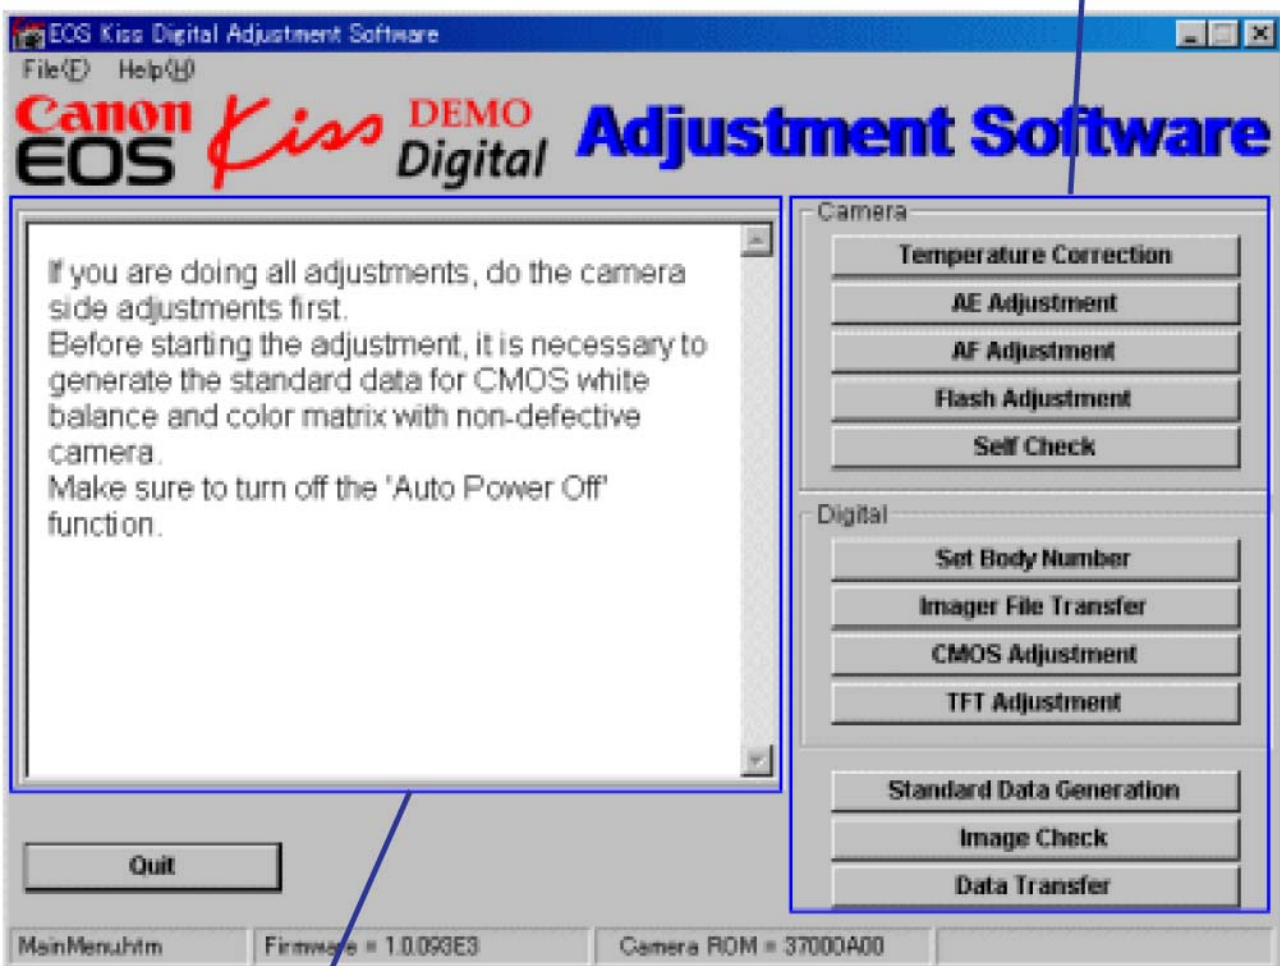 EOS Kiss Digital Adjustment Software
File(F) Help(H)
Canon
EOS Kiss DEMO
Digital Adjustment Software
If you are doing all adjustments, do the camera
side adjustments first.
Before starting the adjustment, it is necessary to
generate the standard data for CMOS white
balance and color matrix with non-defective
camera.
Make sure to turn off the 'Auto Power Off'
function.
Camera
Temperature Correction
AE Adjustment
AF Adjustment
Flash Adjustment
Self Check
Digital
Set Body Number
Imager File Transfer
CMOS Adjustment
TFT Adjustment
Standard Data Generation
Image Check
Data Transfer
Quit
MainMenu.htm
Firmware = 1.0.093E3
Camera ROM = 37000A00